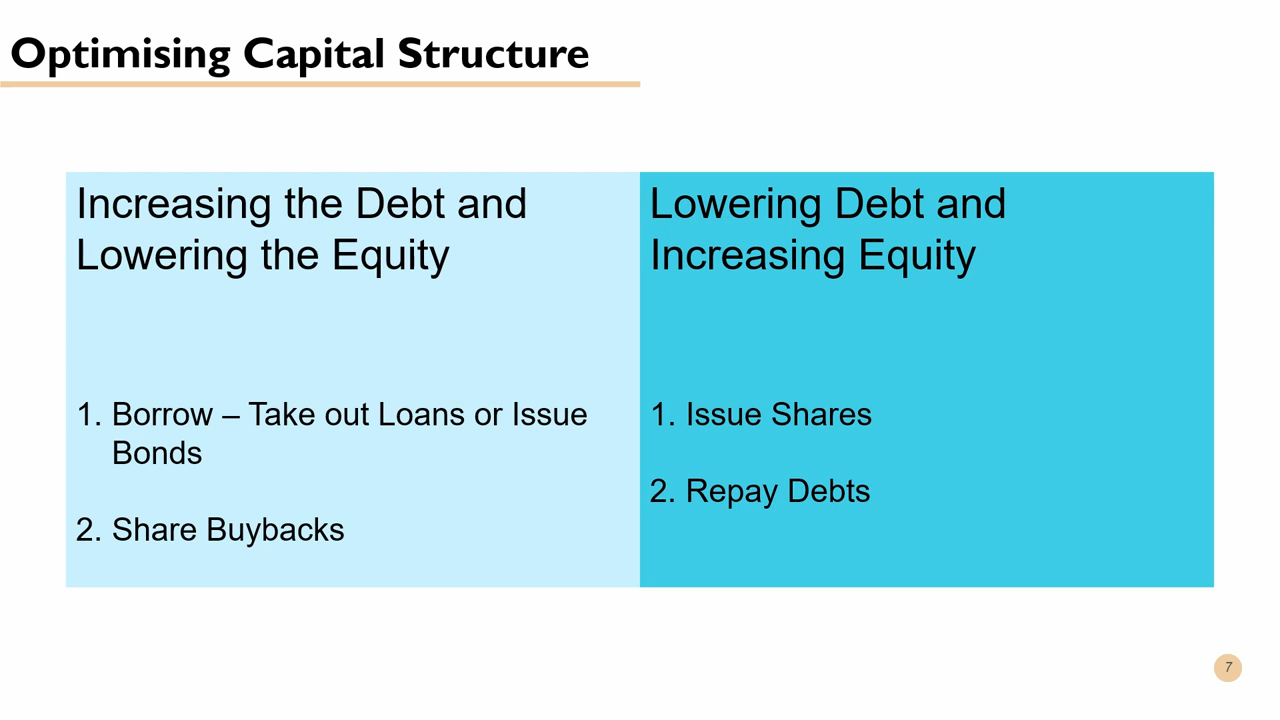 Optimising Capital Structure
Increasing the Debt and
Lowering the Equity
1. Borrow – Take out Loans or Issue
Bonds
2. Share Buybacks
Lowering Debt and
Increasing Equity
1. Issue Shares
2. Repay Debts
7